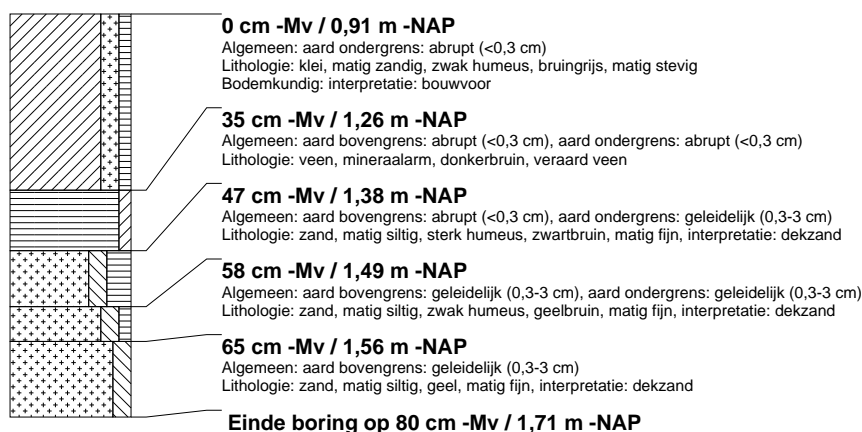 0 cm -Mv / 0,91 m -NAP
Algemeen: aard ondergrens: abrupt (<0,3 cm)
Lithologie: klei, matig zandig, zwak humeus, bruingrijs, matig stevig
Bodemkundig: interpretatie: bouwvoor
35 cm -Mv / 1,26 m -NAP
Algemeen: aard bovengrens: abrupt (<0,3 cm), aard ondergrens: abrupt (<0,3 cm)
Lithologie: veen, mineraalarm, donkerbruin, veraard veen
47 cm -Mv / 1,38 m -NAP
Algemeen: aard bovengrens: abrupt (<0,3 cm), aard ondergrens: geleidelijk (0,3-3 cm)
Lithologie: zand, matig siltig, sterk humeus, zwartbruin, matig fijn, interpretatie: dekzand
58 cm -Mv / 1,49 m -NAP
Algemeen: aard bovengrens: geleidelijk (0,3-3 cm), aard ondergrens: geleidelijk (0,3-3 cm)
Lithologie: zand, matig siltig, zwak humeus, geelbruin, matig fijn, interpretatie: dekzand
65 cm -Mv / 1,56 m -NAP
Algemeen: aard bovengrens: geleidelijk (0,3-3 cm)
Lithologie: zand, matig siltig, geel, matig fijn, interpretatie: dekzand
Einde boring op 80 cm -Mv / 1,71 m -NAP